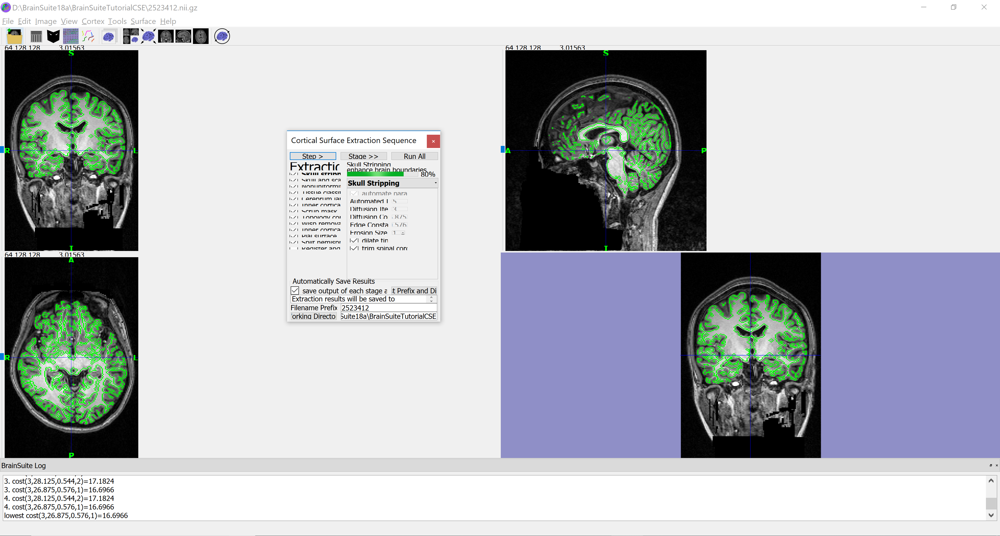 D:\BrainSuite18a\BrainSuiteTutorialCSE\2523412.nii.gz
File Edit Image View Cortex Tools Surface Help
64 128 128 3.01563
S
R
L
I
64 128 128 3.01563
S
A
P
I
Cortical Surface Extraction Sequence
Step >
Stage >>
Run All
Extractic
Skull stripp
Skull and sca
Nonuniformi
Tissue classif
Cerebrum la
Inner cortica
Scrub mask
Topology cor
Wisp remova
Inner cortica
Pial surface
Split hemisp
Register and
Skull Stripping
enhance brain boundaries
80%
Skull Stripping
automate para
Automated I 5
Diffusion Ite 3
Diffusion Co .875
Edge Consta .576
Erosion Size 1
dilate fin
trim spinal cord
Automatically Save Results
save output of each stage a
t Prefix and Di
Extraction results will be saved to
Filename Prefix 2523412
orking Directo Suite18a\BrainSuiteTutorialCSE
64 128 128 3.01563
A
R
L
P
BrainSuite Log
3. cost(3,28.125,0.544,2)=17.1824
3. cost(3,26.875,0.576,1)=16.6966
4. cost(3,28.125,0.544,2)=17.1824
4. cost(3,26.875,0.576,1)=16.6966
lowest cost(3,26.875,0.576,1)=16.6966